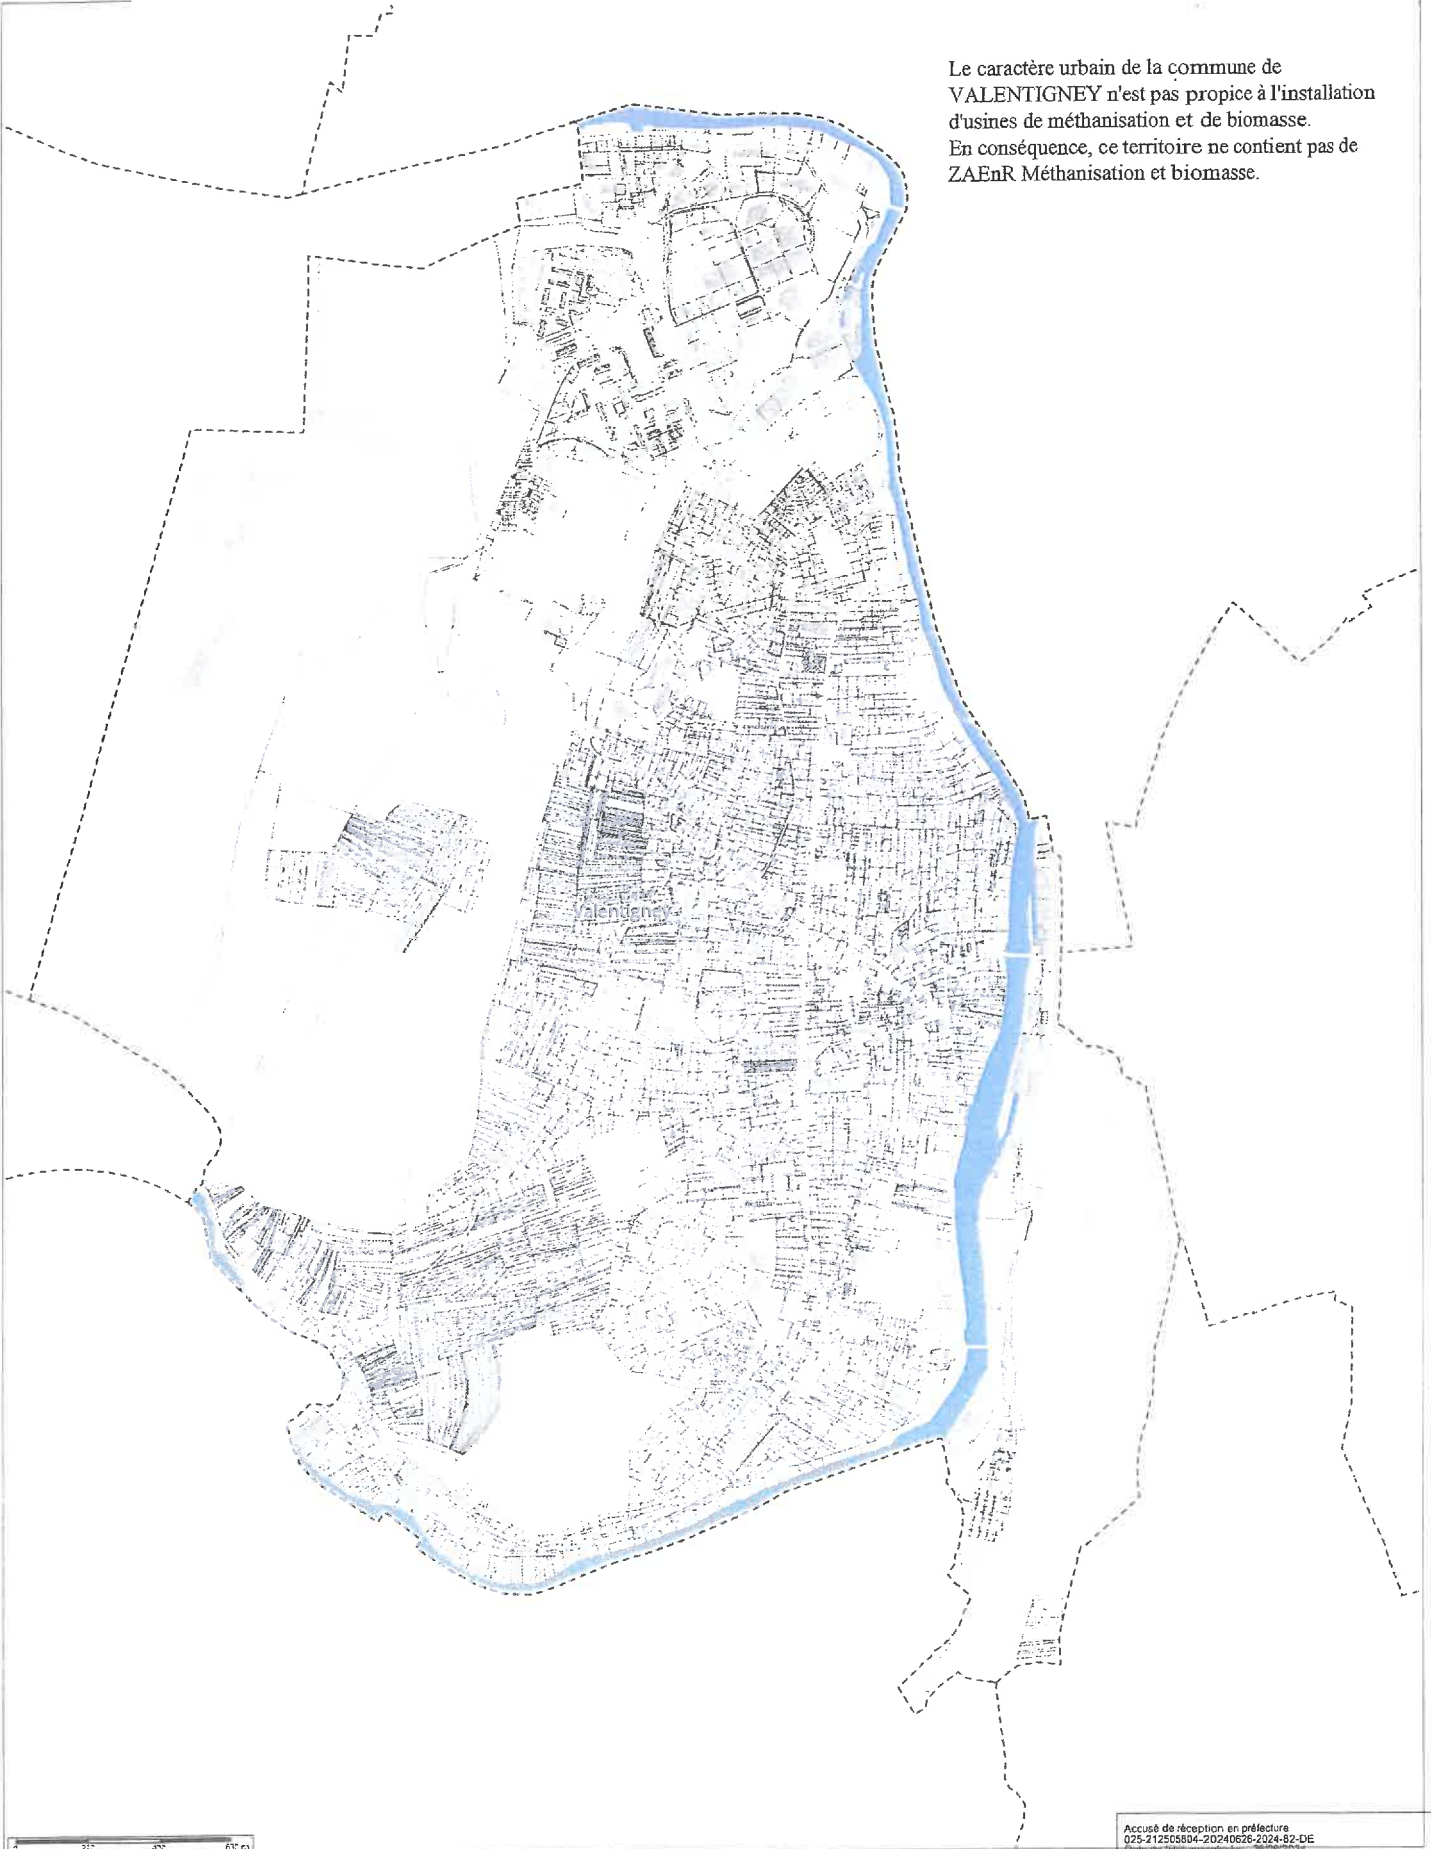 Le caractère urbain de la commune de
VALENTIGNEY n'est pas propice à l'installation
d'usines de méthanisation et de biomasse.
En conséquence, ce territoire ne contient pas de
ZAEnR Méthanisation et biomasse.
Valentigney
Accusé de réception en préfecture
025-212505804-20240626-2024-82-DE